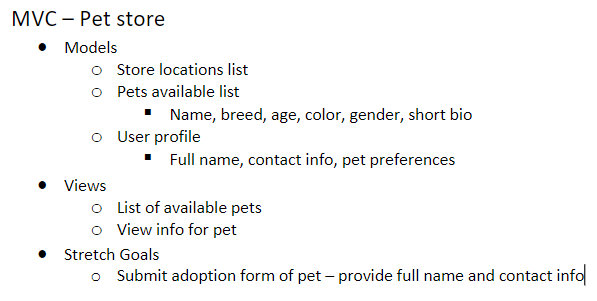 MVC – Pet store
● Models
o Store locations list
o Pets available list
▪ Name, breed, age, color, gender, short bio
o User profile
▪ Full name, contact info, pet preferences
● Views
o List of available pets
o View info for pet
● Stretch Goals
o Submit adoption form of pet – provide full name and contact info